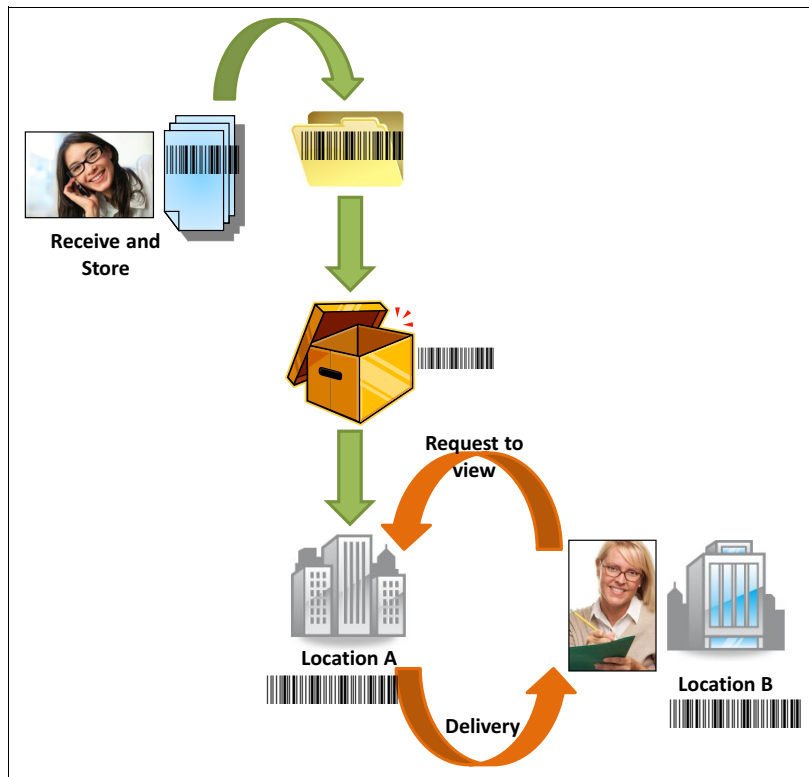 Receive and
Store
Request to
view
Location A
Location B
Delivery